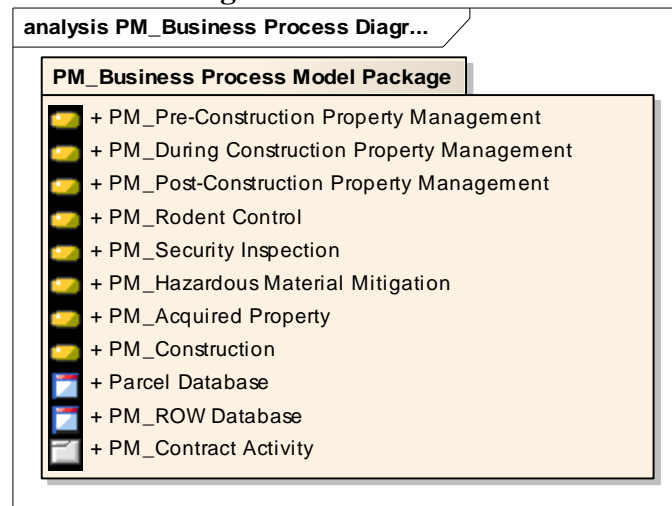 analysis PM_Business Process Diagr...
PM_Business Process Model Package
+ PM_Pre-Construction Property Management
+ PM_During Construction Property Management
+ PM_Post-Construction Property Management
+ PM_Rodent Control
+ PM_Security Inspection
+ PM_Hazardous Material Mitigation
+ PM_Acquired Property
+ PM_Construction
+ Parcel Database
+ PM_ROW Database
+ PM_Contract Activity